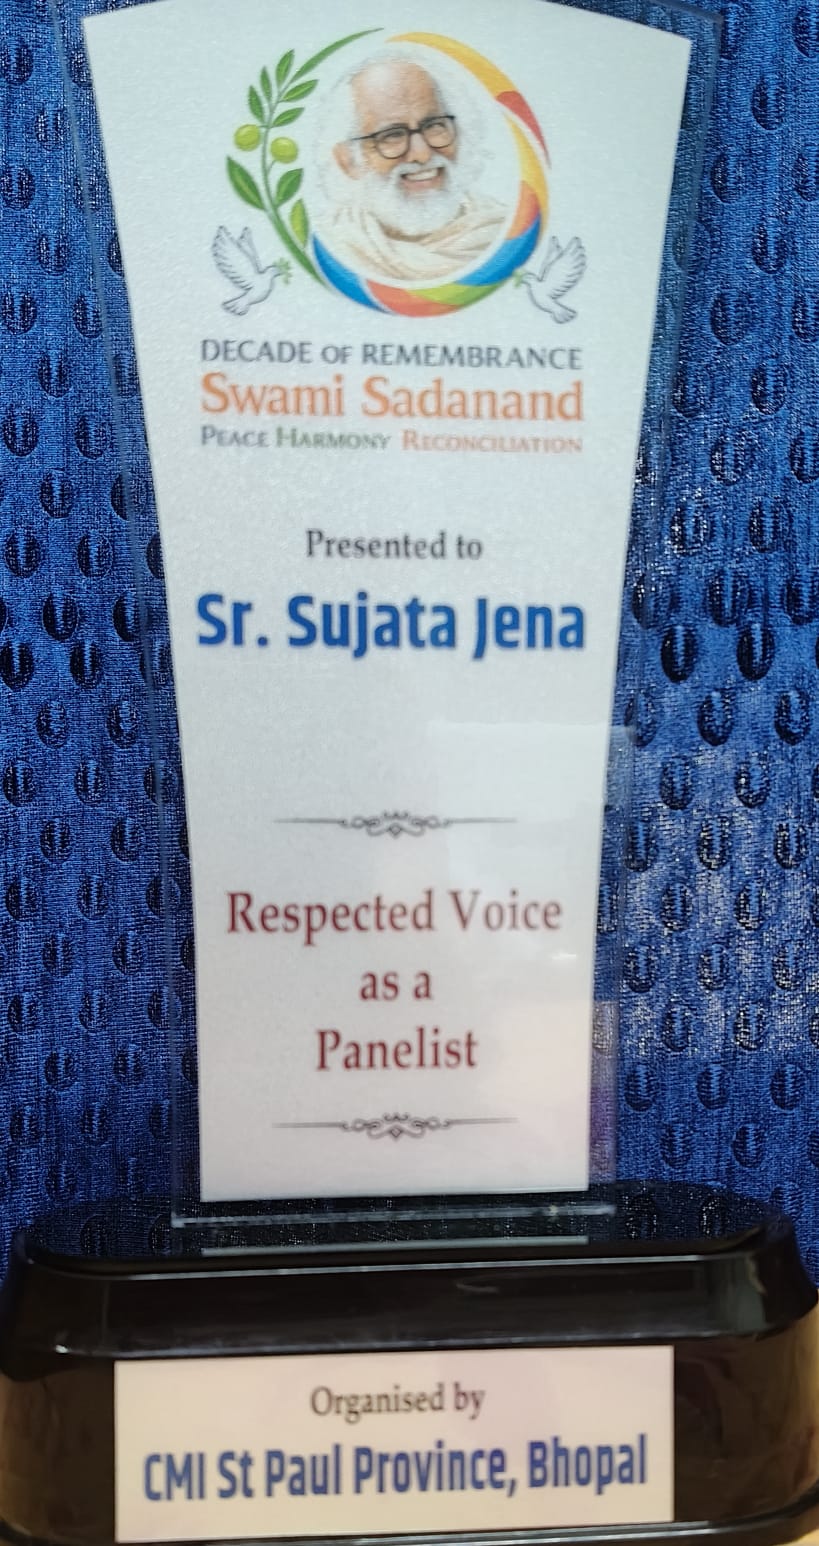 DECADE OF REMEMBRANCE
Swami Sadanand
PEACE HARMONY RECONCILIATION
Presented to
Sr. Sujata Jena
Respected Voice
as a
Panelist
Organised by
CMI St Paul Province, Bhopal